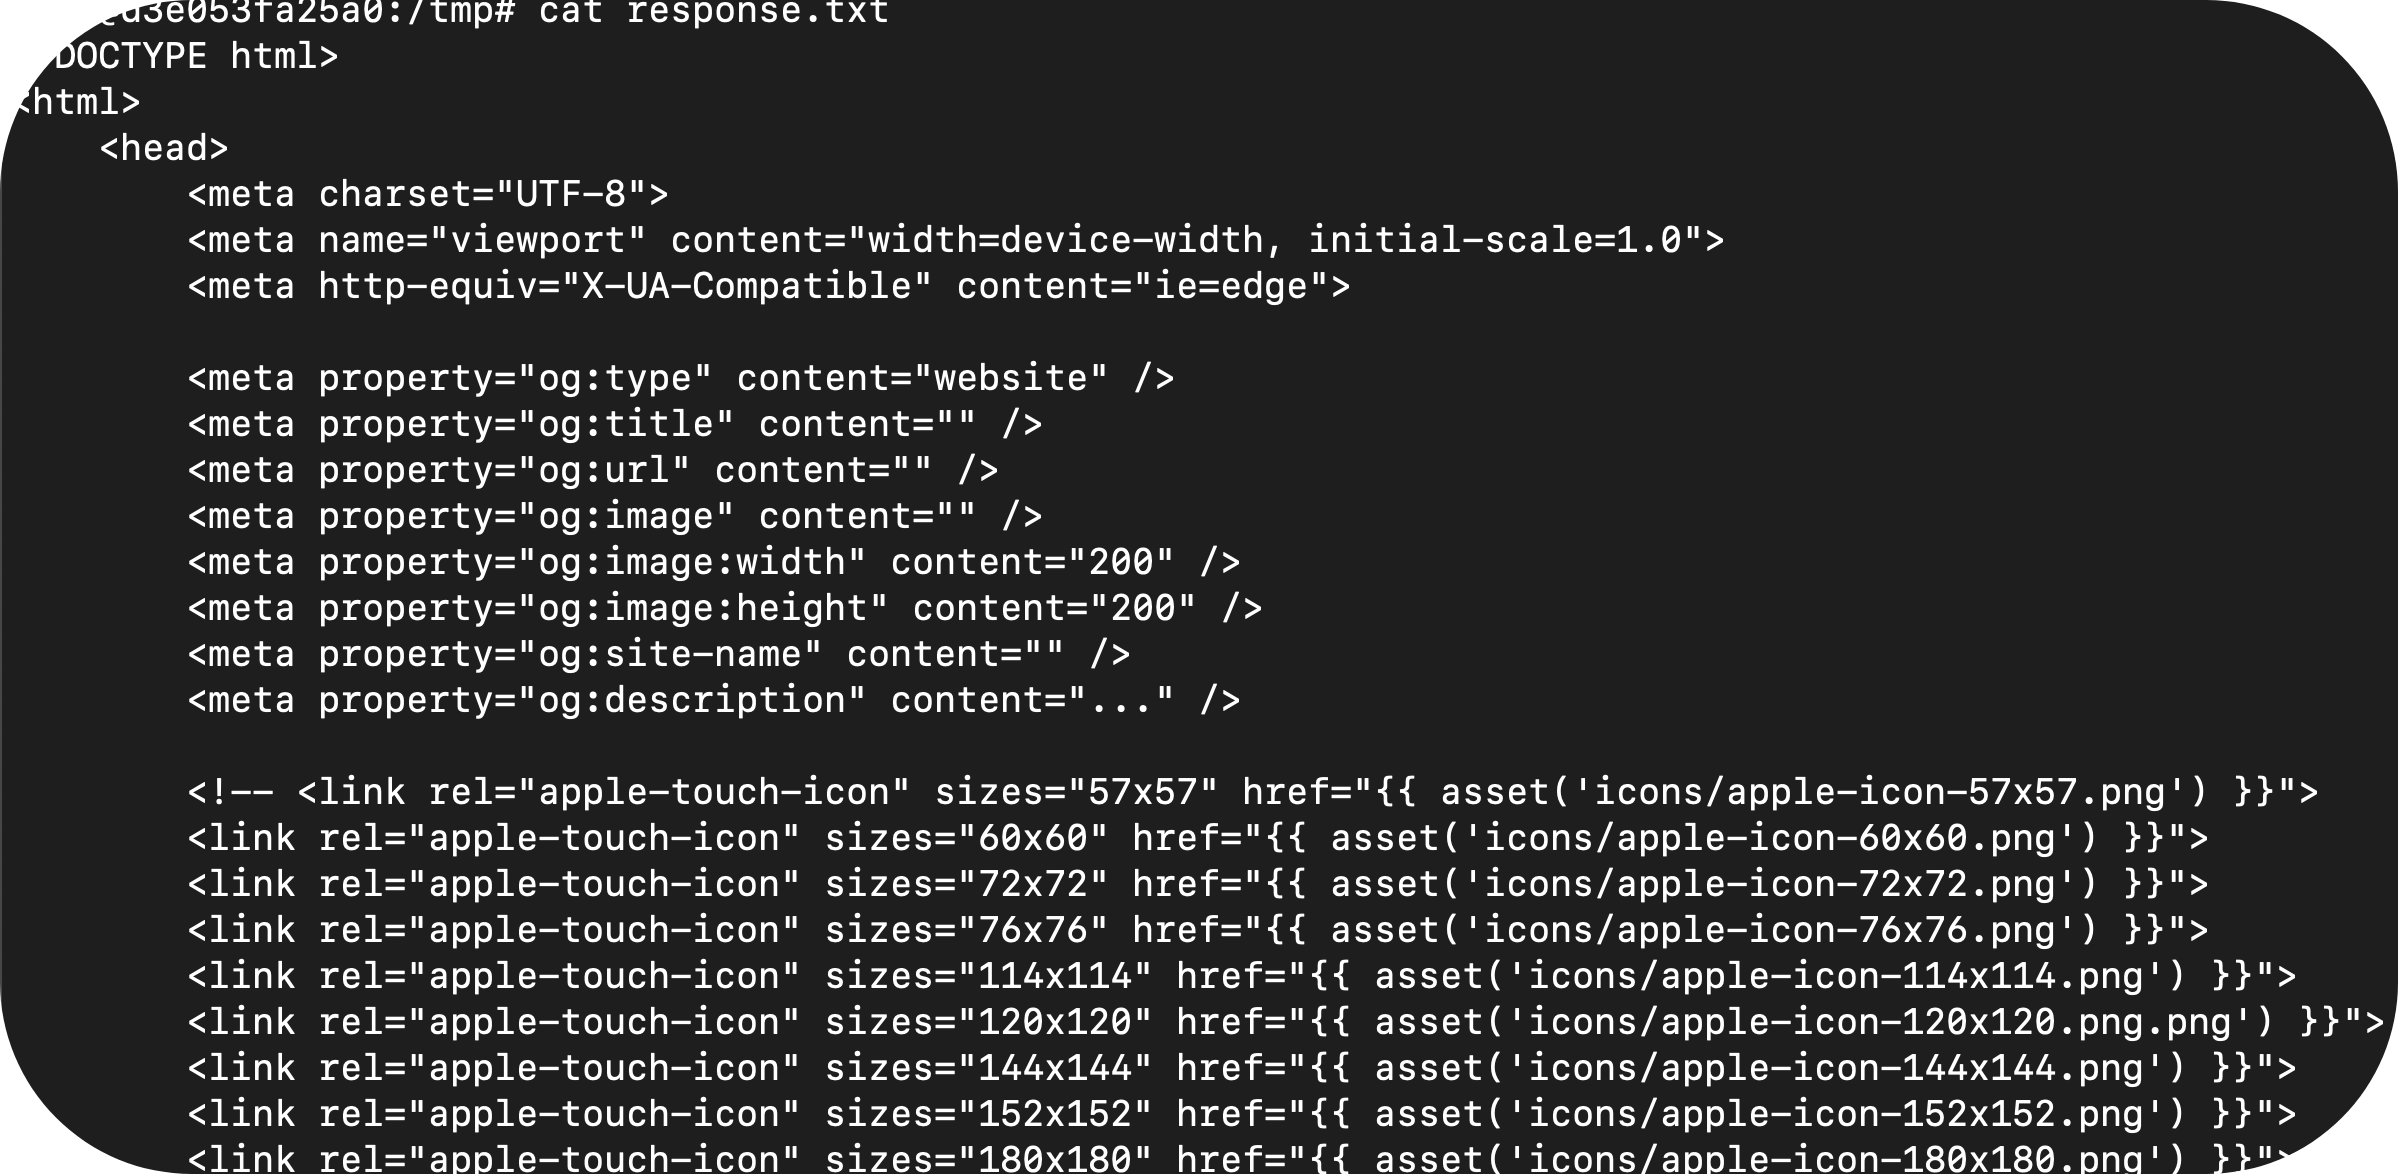 @d3e053fa25a0:/tmp# cat response.txt
DOCTYPE html>
<html>
<head>
<meta charset="UTF-8">
<meta name="viewport" content="width=device-width, initial-scale=1.0">
<meta http-equiv="X-UA-Compatible" content="ie=edge">
<meta property="og:type" content="website" />
<meta property="og:title" content="" />
<meta property="og:url" content="" />
<meta property="og:image" content="" />
<meta property="og:image:width" content="200" />
<meta property="og:image:height" content="200" />
<meta property="og:site-name" content="" />
<meta property="og:description" content="..." />
<!-- <link rel="apple-touch-icon" sizes="57x57" href="{{ asset('icons/apple-icon-57x57.png') }}">
<link rel="apple-touch-icon" sizes="60x60" href="{{ asset('icons/apple-icon-60x60.png') }}">
<link rel="apple-touch-icon" sizes="72x72" href="{{ asset('icons/apple-icon-72x72.png') }}">
<link rel="apple-touch-icon" sizes="76x76" href="{{ asset('icons/apple-icon-76x76.png') }}">
<link rel="apple-touch-icon" sizes="114x114" href="{{ asset('icons/apple-icon-114x114.png') }}">
<link rel="apple-touch-icon" sizes="120x120" href="{{ asset('icons/apple-icon-120x120.png.png') }}">
<link rel="apple-touch-icon" sizes="144x144" href="{{ asset('icons/apple-icon-144x144.png') }}">
<link rel="apple-touch-icon" sizes="152x152" href="{{ asset('icons/apple-icon-152x152.png') }}">
<link rel="apple-touch-icon" sizes="180x180" href="{{ asset('icons/apple-icon-180x180.png') }}">